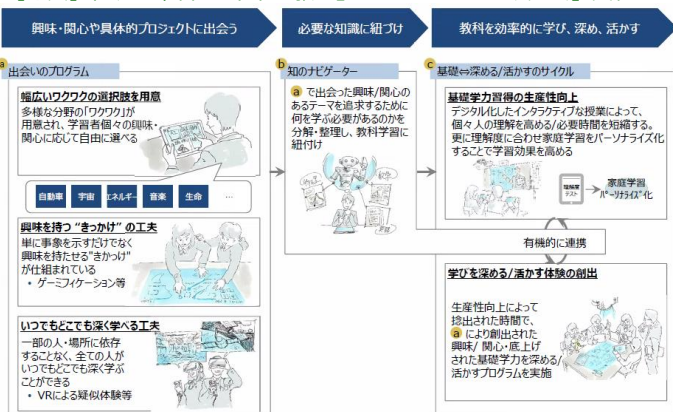 興味・関心や具体的プロジェクトに出会う
必要な知識に紐づけ
教科を効率的に学び、深め、活かす
a 出会いのプログラム
幅広いワクワクの選択肢を用意
多様な分野の「ワクワク」が
用意され、学習者個々の興味・
関心に応じて自由に選べる
自動車
宇宙
エネルギー
音楽
生命
…
興味を持つ “きっかけ” の工夫
単に事象を示すだけでなく
興味を持たせる"きかっけ"
が仕組まれている
• ゲーミフィケーション等
いつでもどこでも深く学べる工夫
一部の人・場所に依存
することなく、全ての人が
いつでもどこでも深く学ぶ
ことができる
• VRによる疑似体験等
b 知のナビゲーター
a で出会った興味/関心の
あるテーマを追求するために
何を学ぶ必要があるのかを
分解・整理し、教科学習に
紐付け
c 基礎⇔深める/活かすのサイクル
基礎学力習得の生産性向上
デジタル化したインタラクティブな授業によって、
個々人の理解を高める/必要時間を短縮する。
更に理解度に合わせ家庭学習をパーソナライズ化
することで学習効果を高める
理解度
テスト
家庭学習
パーソナライズ化
有機的に連携
学びを深める/活かす体験の創出
生産性向上によって
捻出された時間で、
a により創出された
興味/ 関心・底上げ
された基礎学力を深める/
活かすプログラムを実施